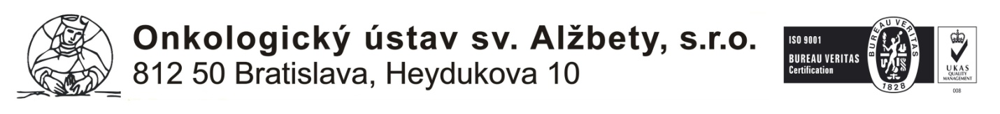 Onkologický ústav sv. Alžbety, s.r.o.
812 50 Bratislava, Heydukova 10
ISO 9001
BUREAU VERITAS
Certification
BUREAU VERITAS
1828
UKAS
QUALITY
MANAGEMENT
008